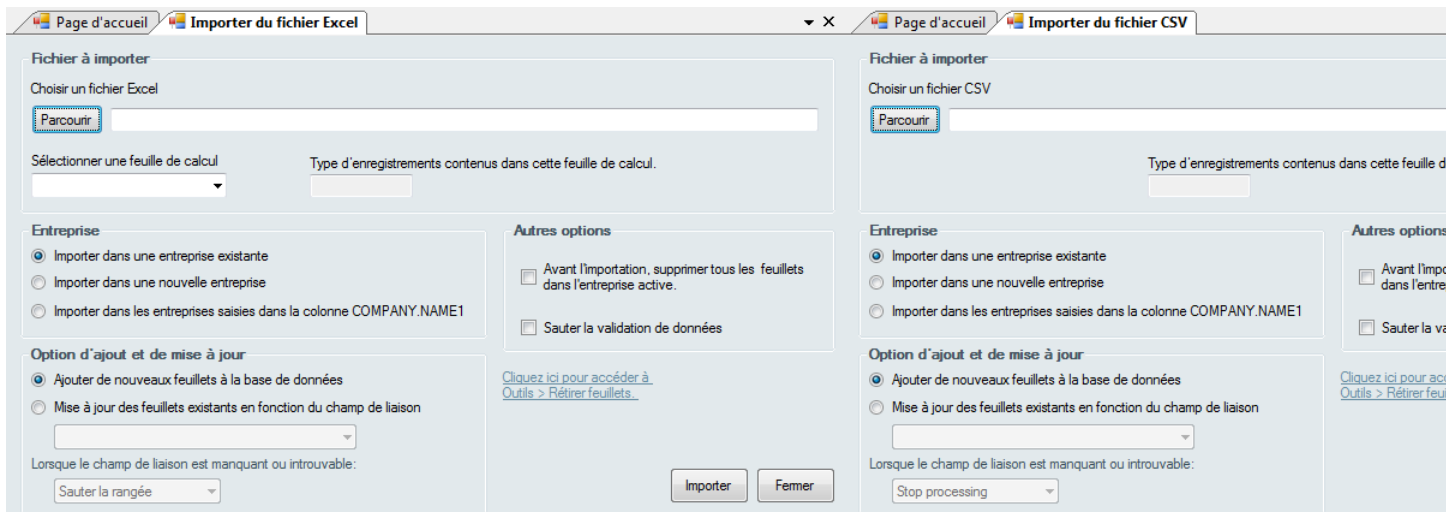 Page d'accueil
Importer du fichier Excel
Fichier à importer
Choisir un fichier Excel
Parcourir
Sélectionner une feuille de calcul
Type d'enregistrements contenus dans cette feuille de calcul.
Entreprise
Importer dans une entreprise existante
Importer dans une nouvelle entreprise
Importer dans les entreprises saisies dans la colonne COMPANY.NAME1
Autres options
Avant l'importation, supprimer tous les feuillets
dans l'entreprise active.
Sauter la validation de données
Option d'ajout et de mise à jour
Ajouter de nouveaux feuillets à la base de données
Mise à jour des feuillets existants en fonction du champ de liaison
Lorsque le champ de liaison est manquant ou introuvable:
Sauter la rangée
Cliquez ici pour accéder à
Outils > Rétirer feuillets.
Importer
Fermer
Page d'accueil
Importer du fichier CSV
Fichier à importer
Choisir un fichier CSV
Parcourir
Type d'enregistrements contenus dans cette feuille d
Entreprise
Importer dans une entreprise existante
Importer dans une nouvelle entreprise
Importer dans les entreprises saisies dans la colonne COMPANY.NAME1
Autres options
Avant l'impo
dans l'entre
Sauter la va
Option d'ajout et de mise à jour
Ajouter de nouveaux feuillets à la base de données
Mise à jour des feuillets existants en fonction du champ de liaison
Lorsque le champ de liaison est manquant ou introuvable:
Stop processing
Cliquez ici pour acc
Outils > Rétirer feui